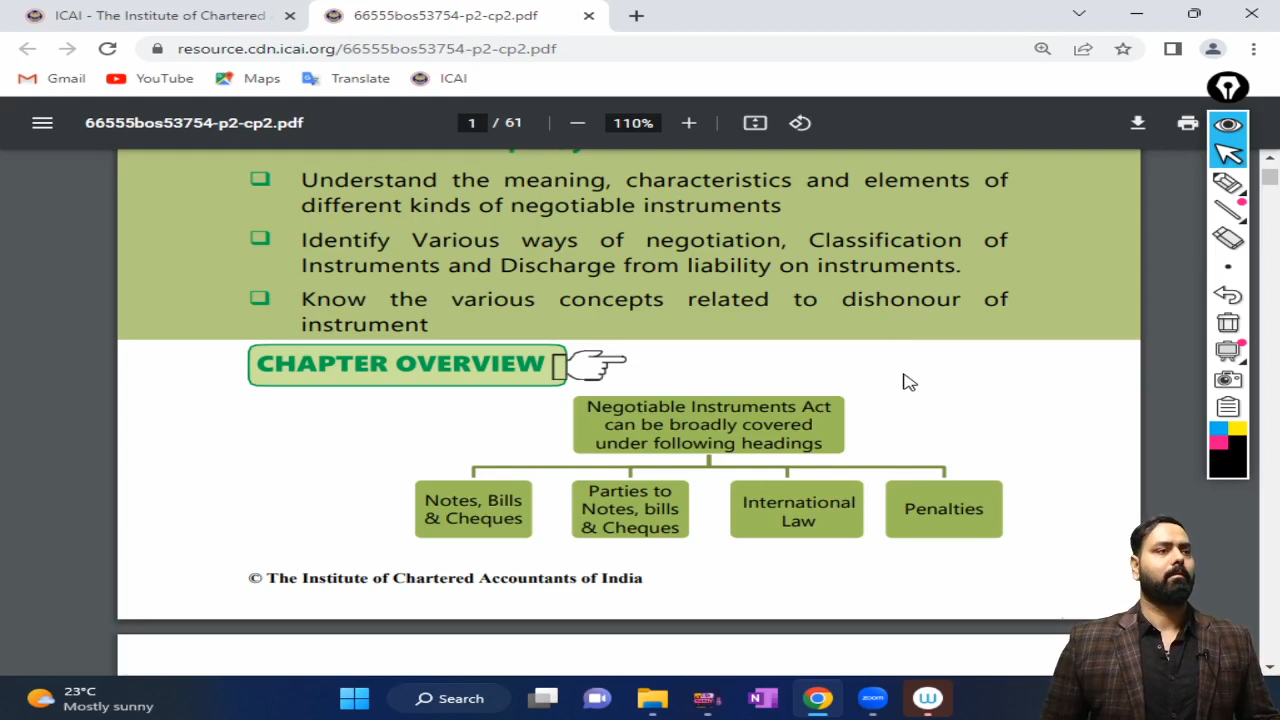 ICAI - The Institute of Chartered
66555bos53754-p2-cp2.pdf
resource.cdn.icai.org/66555bos53754-p2-cp2.pdf
Gmail
YouTube
Maps
Translate
ICAI
66555bos53754-p2-cp2.pdf
1 / 61
110%
Understand the meaning, characteristics and elements of
different kinds of negotiable instruments
Identify Various ways of negotiation, Classification of
Instruments and Discharge from liability on instruments.
Know the various concepts related to dishonour of
instrument
CHAPTER OVERVIEW
Negotiable Instruments Act
can be broadly covered
under following headings
Notes, Bills
& Cheques
Parties to
Notes, bills
& Cheques
International
Law
Penalties
© The Institute of Chartered Accountants of India
23°C
Mostly sunny
Search
zoom